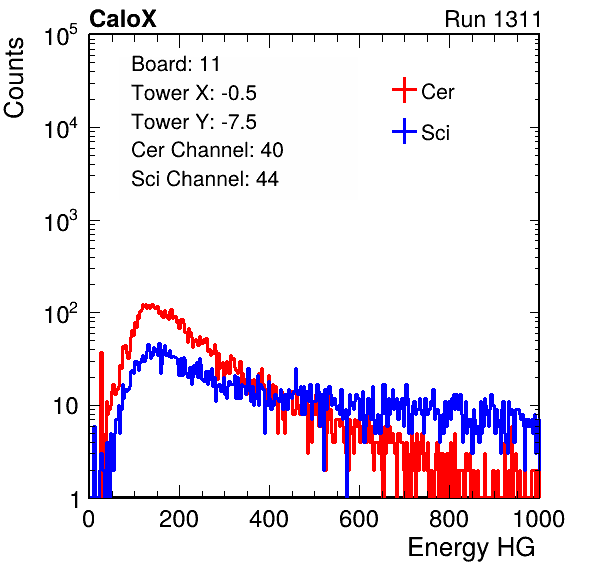 CaloX Run 1311
Counts
10^5
10^4
10^3
10^2
10
1
Board: 11
Tower X: -0.5
Tower Y: -7.5
Cer Channel: 40
Sci Channel: 44
Cer
Sci
0 200 400 600 800 1000
Energy HG